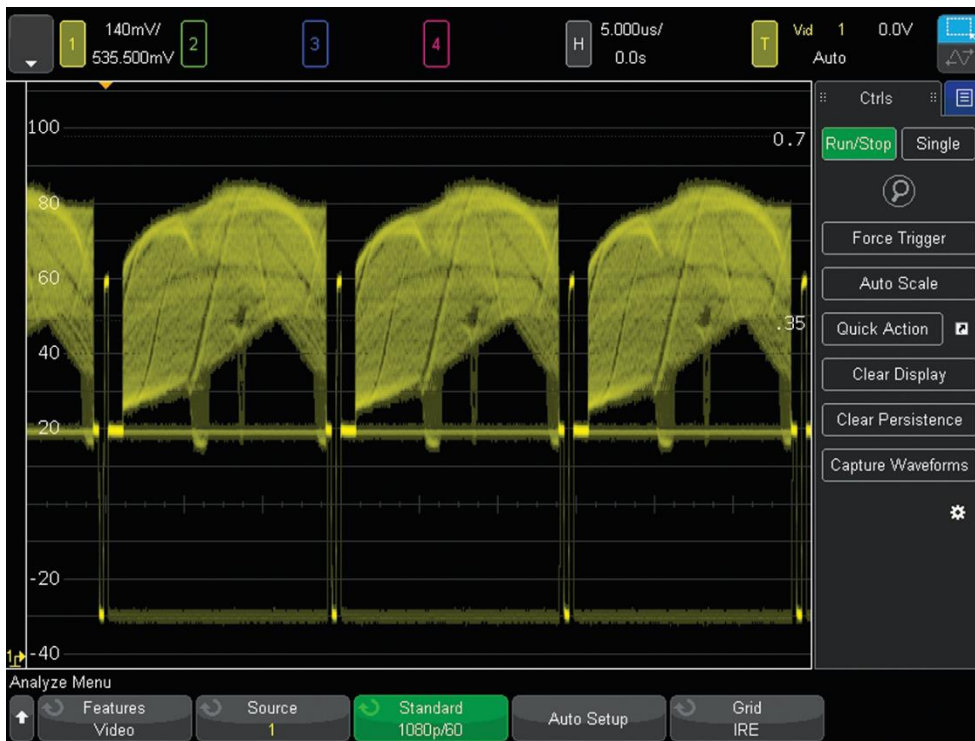 1 140mV/ 2 3 4 H 5.000us/ T Vid 1 0.0V
535.500mV 0.0s Auto
Ctrls
100
0.7
Run/Stop Single
80
Force Trigger
60
Auto Scale
.35
Quick Action
40
Clear Display
20
Clear Persistence
Capture Waveforms
-20
-40
1
Analyze Menu
Features Source Standard Auto Setup Grid
Video 1 1080p/60 IRE